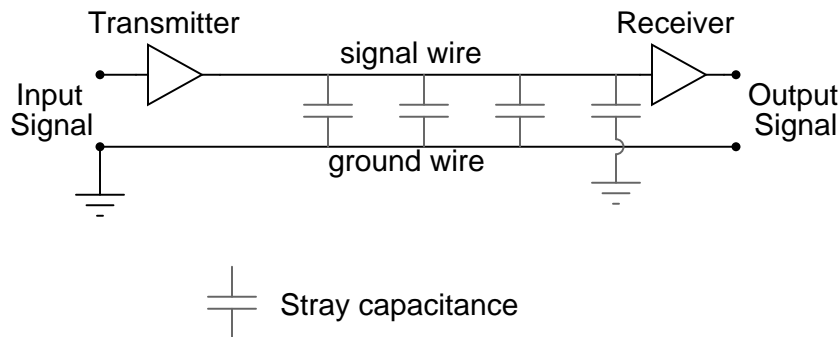 Transmitter
Receiver
signal wire
Input
Signal
Output
Signal
ground wire
Stray capacitance